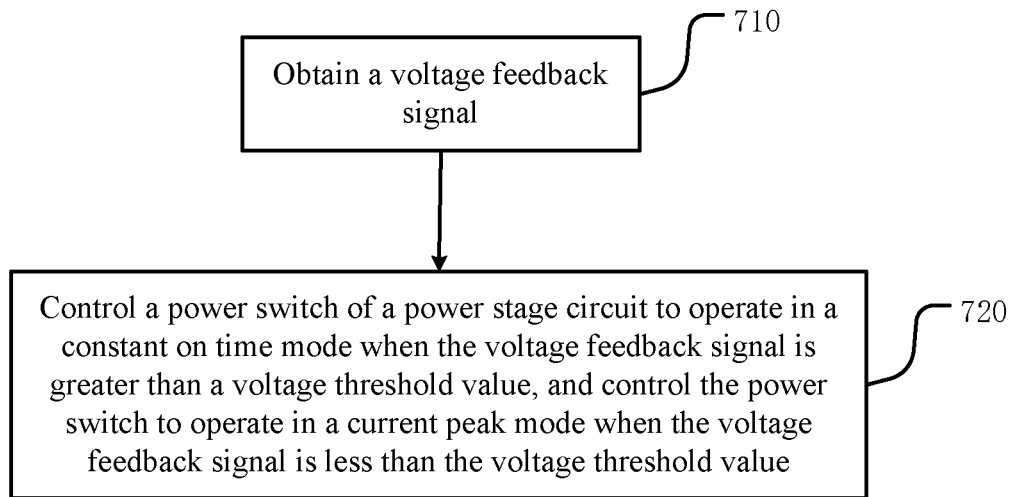 710
Obtain a voltage feedback
signal
Control a power switch of a power stage circuit to operate in a
constant on time mode when the voltage feedback signal is
greater than a voltage threshold value, and control the power
switch to operate in a current peak mode when the voltage
feedback signal is less than the voltage threshold value
720